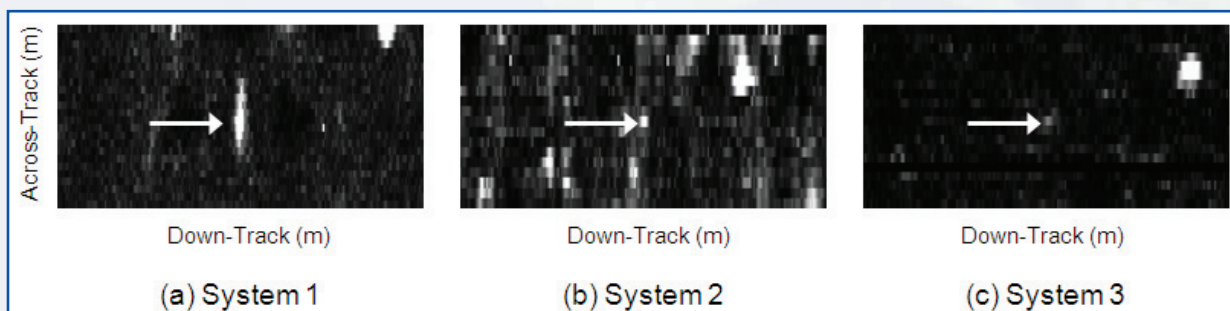 Across-Track (m)
Down-Track (m)
Down-Track (m)
Down-Track (m)
(a) System 1
(b) System 2
(c) System 3